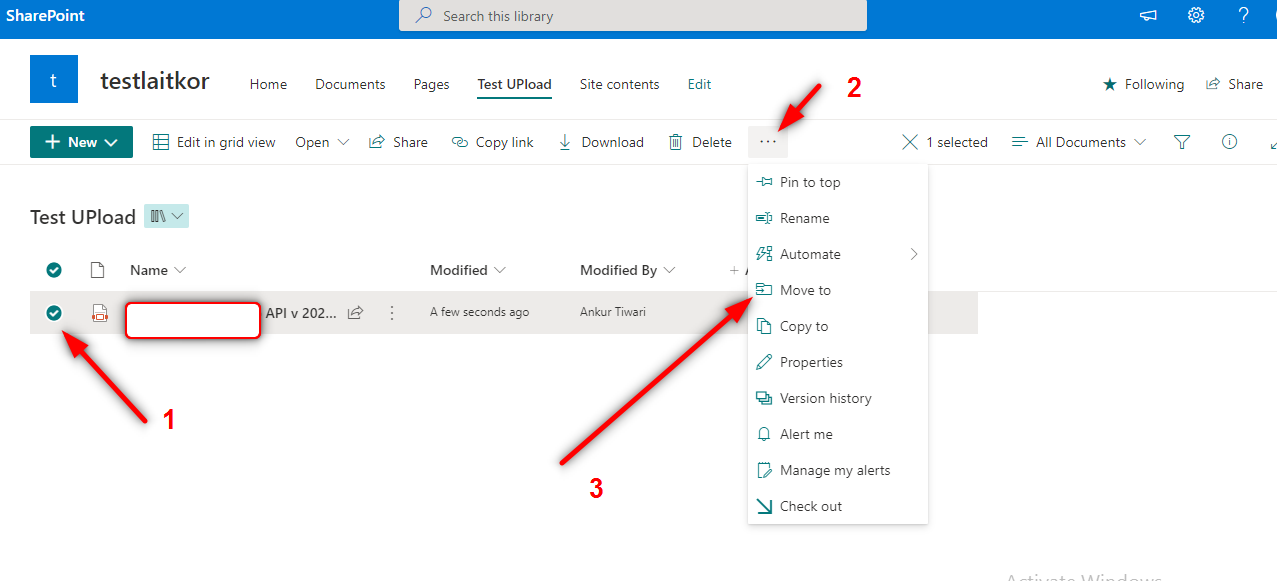 SharePoint
Search this library
?
t
testlaitkor
Home Documents Pages Test UPload Site contents Edit
Following Share
2
New Edit in grid view Open Share Copy link Download Delete ... 1 selected All Documents
Pin to top
Rename
Automate
Move to
Copy to
Properties
Version history
Alert me
Manage my alerts
Check out
Test UPload
Name Modified Modified By + A
API v 202... A few seconds ago Ankur Tiwari
1
3
Activate Windows